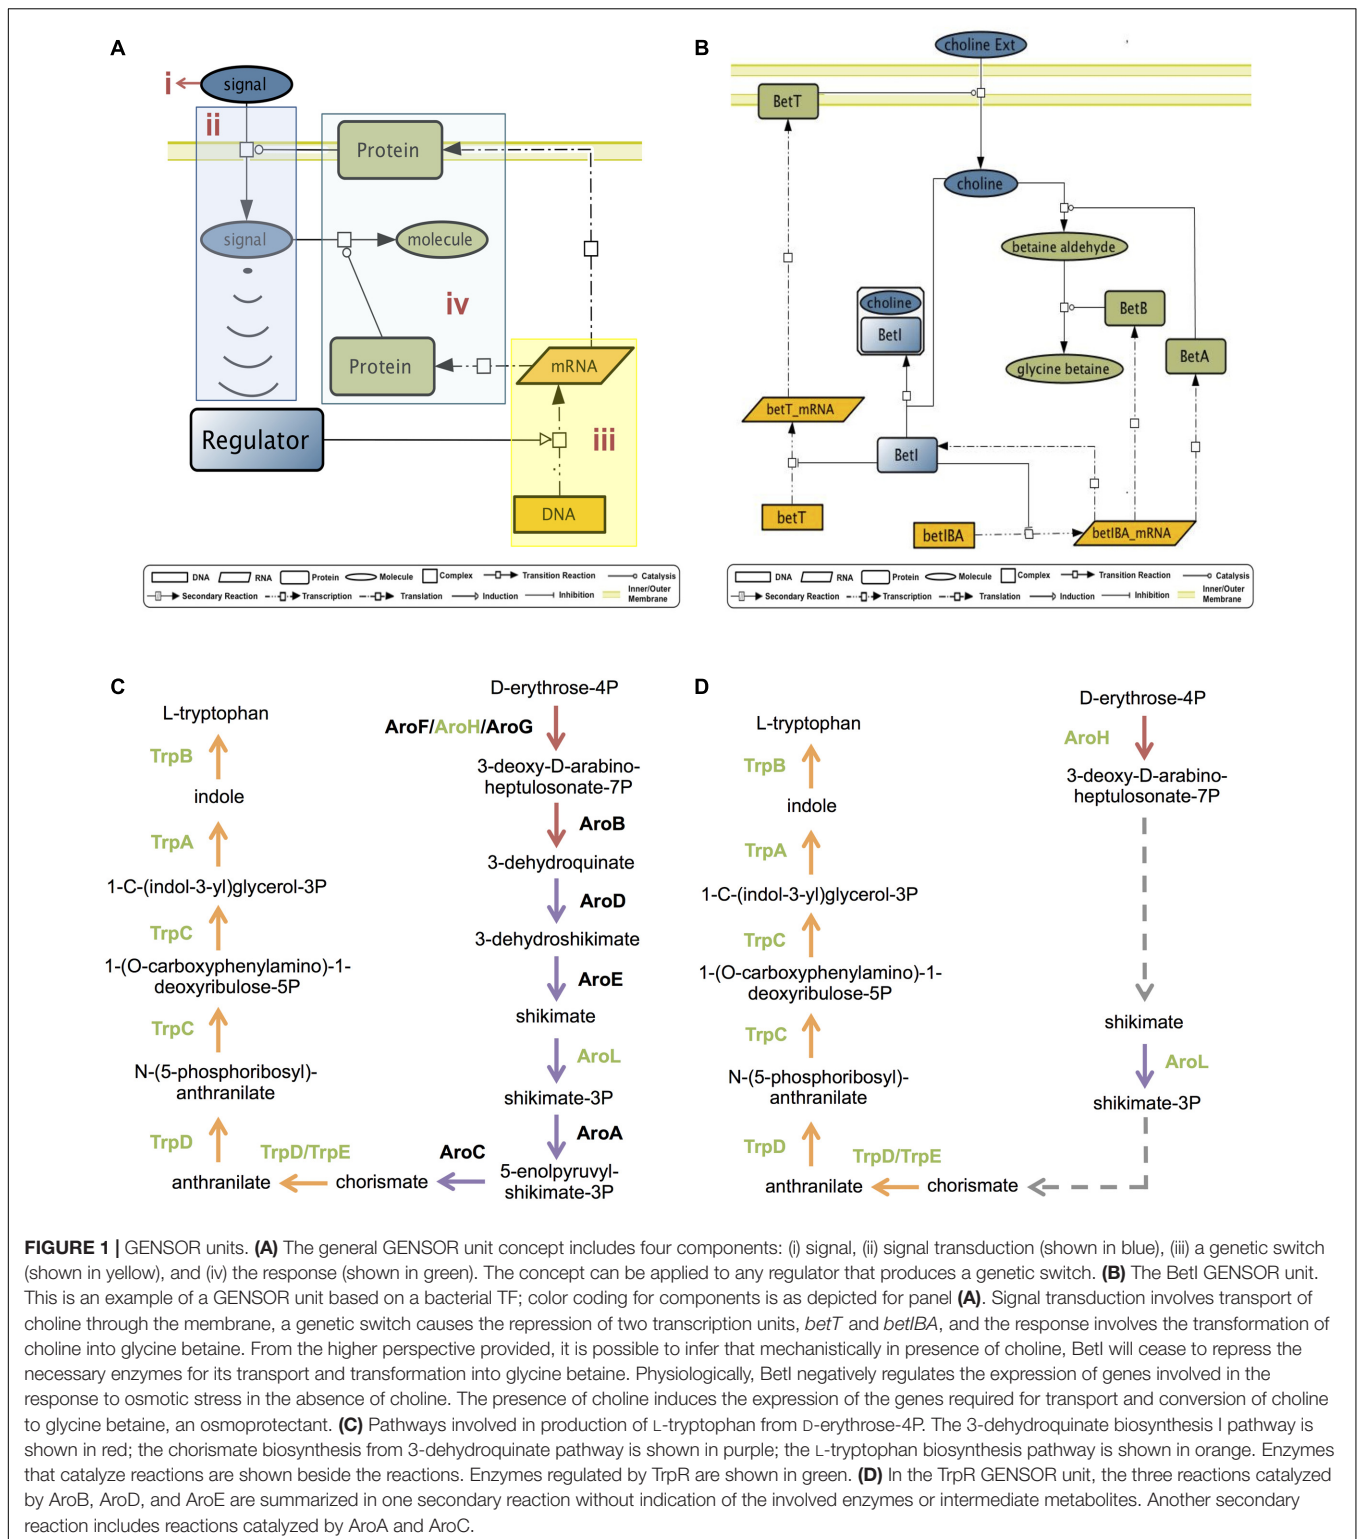 A
i
signal
ii
Protein
signal
molecule
iv
Protein
mRNA
Regulator
iii
DNA
DNA
RNA
Protein
Molecule
Complex
Transition Reaction
Catalysis
Secondary Reaction
Transcription
Translation
Induction
Inhibition
Inner/Outer
Membrane
B
choline Ext
BetT
choline
betaine aldehyde
choline
BetI
BetB
BetA
glycine betaine
betT_mRNA
BetI
betT
betIBA
betIBA_mRNA
DNA
RNA
Protein
Molecule
Complex
Transition Reaction
Catalysis
Secondary Reaction
Transcription
Translation
Induction
Inhibition
Inner/Outer
Membrane
C
L-tryptophan
TrpB
indole
TrpA
1-C-(indol-3-yl)glycerol-3P
TrpC
1-(O-carboxyphenylamino)-1-
deoxyribulose-5P
TrpC
N-(5-phosphoribosyl)-
anthranilate
TrpD
TrpD/TrpE
anthranilate
chorismate
AroC
D-erythrose-4P
AroF/AroH/AroG
3-deoxy-D-arabino-
heptulosonate-7P
AroB
3-dehydroquinate
AroD
3-dehydroshikimate
AroE
shikimate
AroL
shikimate-3P
AroA
5-enolpyruvyl-
shikimate-3P
D
L-tryptophan
TrpB
indole
TrpA
1-C-(indol-3-yl)glycerol-3P
TrpC
1-(O-carboxyphenylamino)-1-
deoxyribulose-5P
TrpC
N-(5-phosphoribosyl)-
anthranilate
TrpD
TrpD/TrpE
anthranilate
chorismate
D-erythrose-4P
AroH
3-deoxy-D-arabino-
heptulosonate-7P
shikimate
AroL
shikimate-3P
FIGURE 1 | GENSOR units. (A) The general GENSOR unit concept includes four components: (i) signal, (ii) signal transduction (shown in blue), (iii) a genetic switch
(shown in yellow), and (iv) the response (shown in green). The concept can be applied to any regulator that produces a genetic switch. (B) The BetI GENSOR unit.
This is an example of a GENSOR unit based on a bacterial TF; color coding for components is as depicted for panel (A). Signal transduction involves transport of
choline through the membrane, a genetic switch causes the repression of two transcription units, betT and betIBA, and the response involves the transformation of
choline into glycine betaine. From the higher perspective provided, it is possible to infer that mechanistically in presence of choline, BetI will cease to repress the
necessary enzymes for its transport and transformation into glycine betaine. Physiologically, BetI negatively regulates the expression of genes involved in the
response to osmotic stress in the absence of choline. The presence of choline induces the expression of the genes required for transport and conversion of choline
to glycine betaine, an osmoprotectant. (C) Pathways involved in production of L-tryptophan from D-erythrose-4P. The 3-dehydroquinate biosynthesis I pathway is
shown in red; the chorismate biosynthesis from 3-dehydroquinate pathway is shown in purple; the L-tryptophan biosynthesis pathway is shown in orange. Enzymes
that catalyze reactions are shown beside the reactions. Enzymes regulated by TrpR are shown in green. (D) In the TrpR GENSOR unit, the three reactions catalyzed
by AroB, AroD, and AroE are summarized in one secondary reaction without indication of the involved enzymes or intermediate metabolites. Another secondary
reaction includes reactions catalyzed by AroA and AroC.